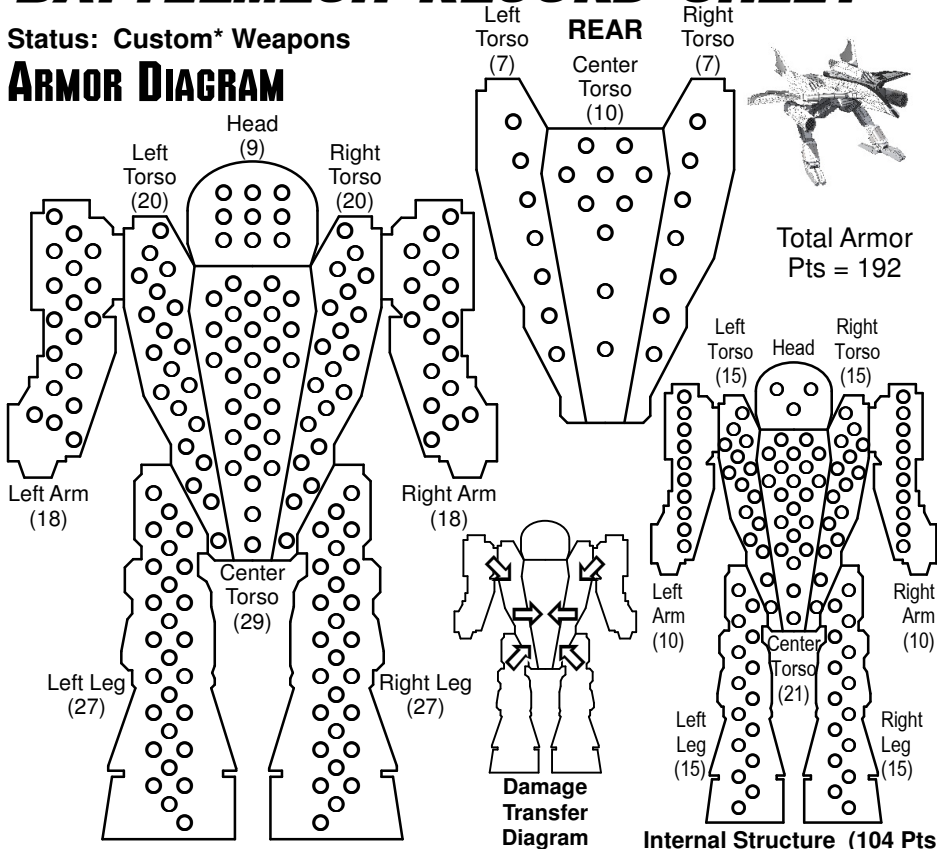 BATTLEMECH RECORD SHEET
Status: Custom* Weapons
ARMOR DIAGRAM
Head
(9)
Left
Torso
(20)
Right
Torso
(20)
Left Arm
(18)
Right Arm
(18)
Center
Torso
(29)
Left Leg
(27)
Right Leg
(27)
Left
Torso
(7)
REAR
Center
Torso
(10)
Right
Torso
(7)
Total Armor
Pts = 192
Left
Torso
(15)
Head
Right
Torso
(15)
Left
Arm
(10)
Right
Arm
(10)
Center
Torso
(21)
Left
Leg
(15)
Right
Leg
(15)
Damage
Transfer
Diagram
Internal Structure (104 Pts